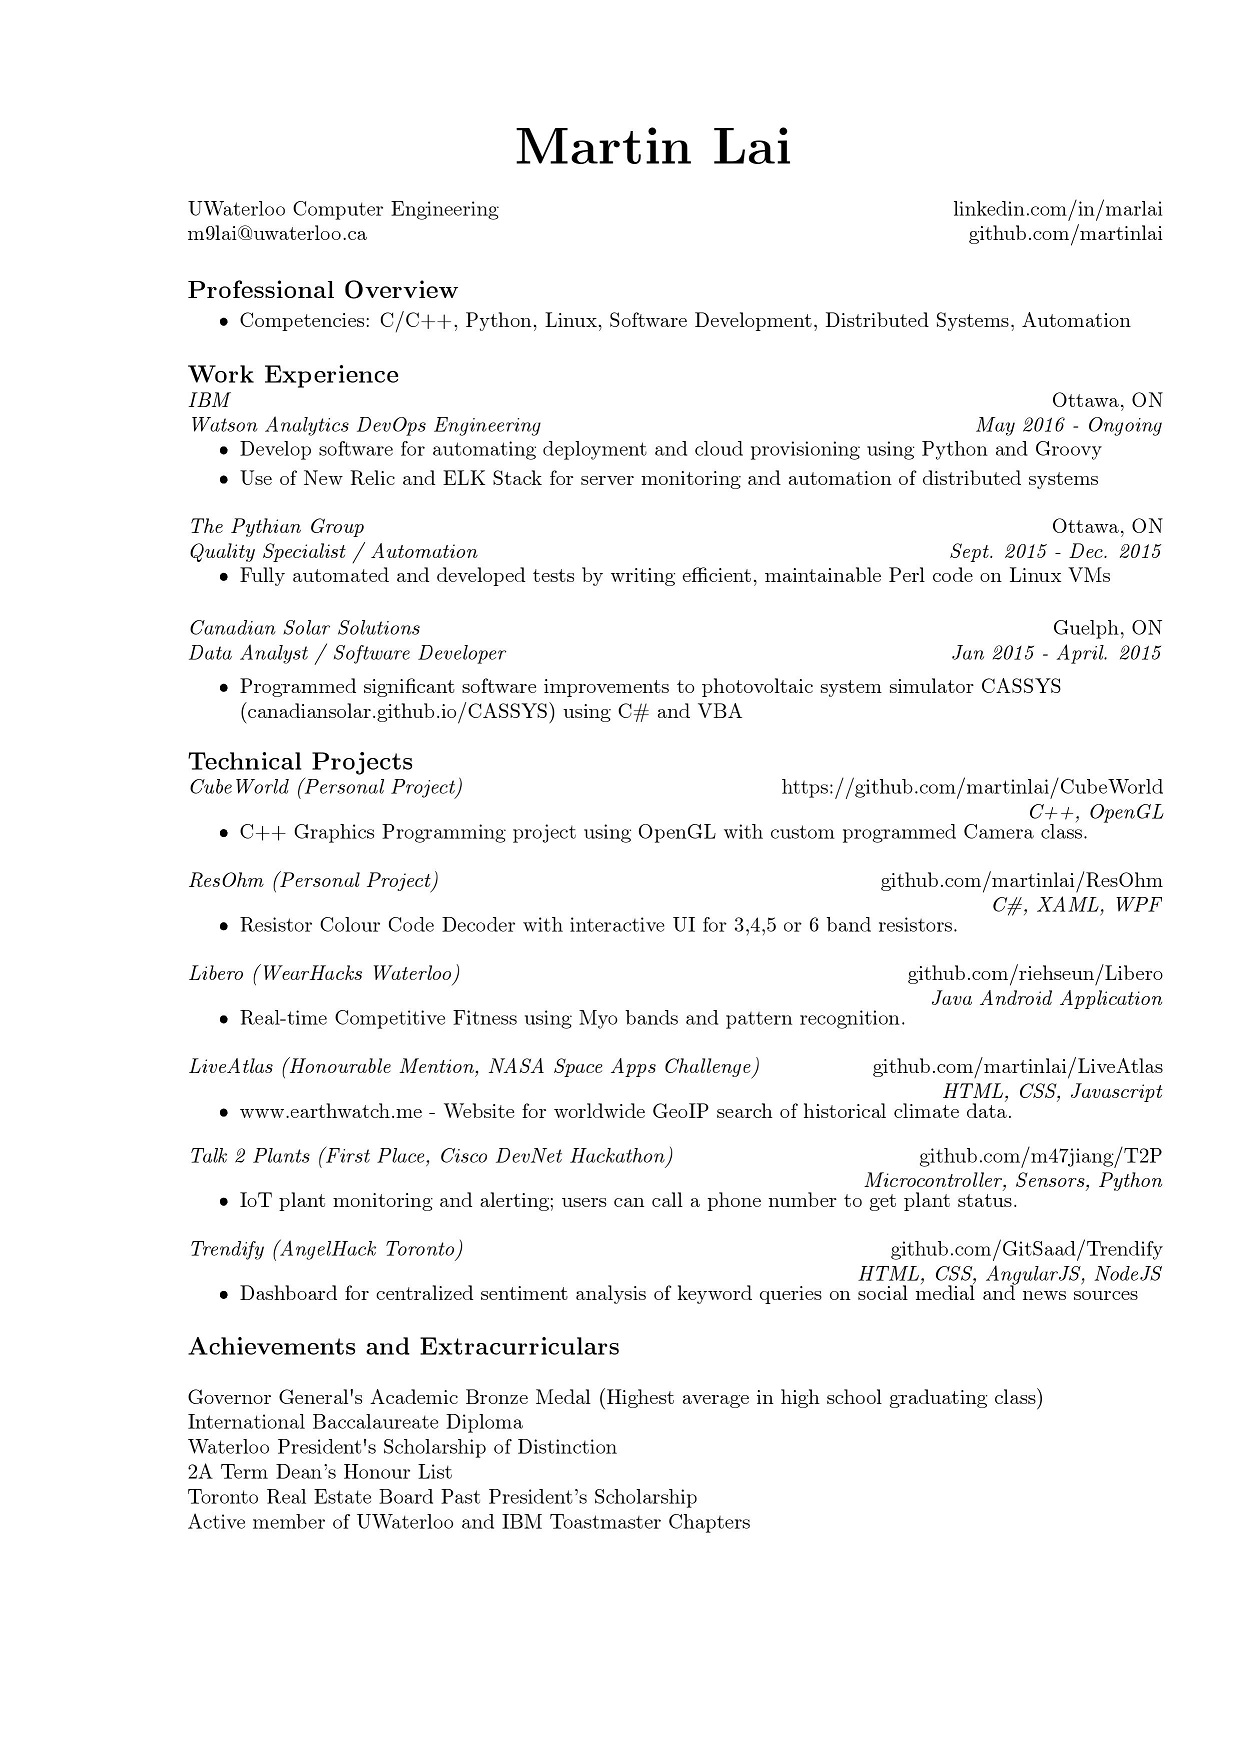 Martin Lai
UWaterloo Computer Engineering linkedin.com/in/marlai
m9lai@uwaterloo.ca github.com/martinlai
Professional Overview
• Competencies: C/C++, Python, Linux, Software Development, Distributed Systems, Automation
Work Experience
IBM Ottawa, ON
Watson Analytics DevOps Engineering May 2016 - Ongoing
• Develop software for automating deployment and cloud provisioning using Python and Groovy
• Use of New Relic and ELK Stack for server monitoring and automation of distributed systems
The Pythian Group Ottawa, ON
Quality Specialist / Automation Sept. 2015 - Dec. 2015
• Fully automated and developed tests by writing efficient, maintainable Perl code on Linux VMs
Canadian Solar Solutions Guelph, ON
Data Analyst / Software Developer Jan 2015 - April. 2015
• Programmed significant software improvements to photovoltaic system simulator CASSYS
(canadiansolar.github.io/CASSYS) using C# and VBA
Technical Projects
CubeWorld (Personal Project) https://github.com/martinlai/CubeWorld
C++, OpenGL
• C++ Graphics Programming project using OpenGL with custom programmed Camera class.
ResOhm (Personal Project) github.com/martinlai/ResOhm
C#, XAML, WPF
• Resistor Colour Code Decoder with interactive UI for 3,4,5 or 6 band resistors.
Libero (WearHacks Waterloo) github.com/riehseun/Libero
Java Android Application
• Real-time Competitive Fitness using Myo bands and pattern recognition.
LiveAtlas (Honourable Mention, NASA Space Apps Challenge) github.com/martinlai/LiveAtlas
HTML, CSS, Javascript
• www.earthwatch.me - Website for worldwide GeoIP search of historical climate data.
Talk 2 Plants (First Place, Cisco DevNet Hackathon) github.com/m47jiang/T2P
Microcontroller, Sensors, Python
• IoT plant monitoring and alerting; users can call a phone number to get plant status.
Trendify (AngelHack Toronto) github.com/GitSaad/Trendify
HTML, CSS, AngularJS, NodeJS
• Dashboard for centralized sentiment analysis of keyword queries on social medial and news sources
Achievements and Extracurriculars
Governor General's Academic Bronze Medal (Highest average in high school graduating class)
International Baccalaureate Diploma
Waterloo President's Scholarship of Distinction
2A Term Dean’s Honour List
Toronto Real Estate Board Past President’s Scholarship
Active member of UWaterloo and IBM Toastmaster Chapters